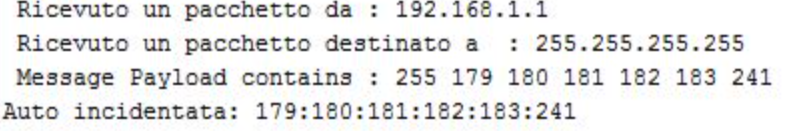 Ricevuto un pacchetto da : 192.168.1.1
Ricevuto un pacchetto destinato a  : 255.255.255.255
Message Payload contains : 255 179 180 181 182 183 241
Auto incidentata: 179:180:181:182:183:241